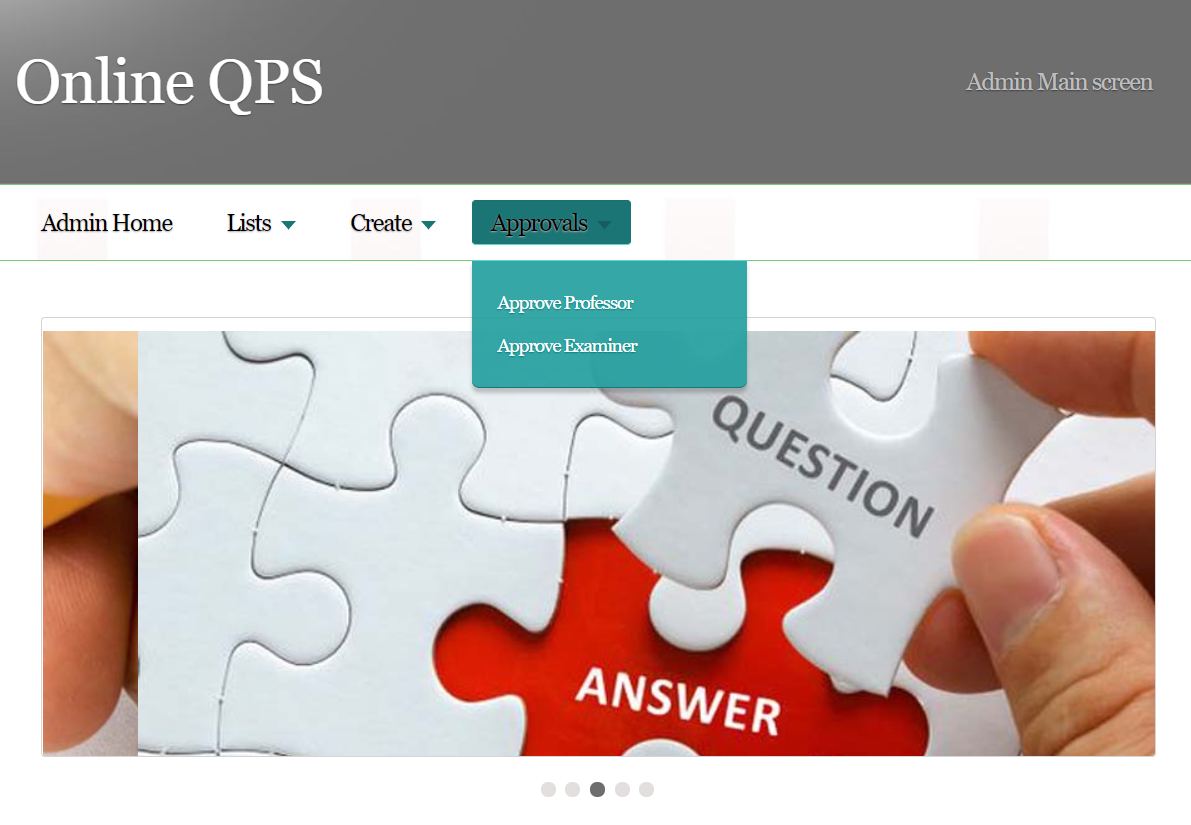 Online QPS
Admin Main screen
Admin Home Lists Create Approvals
Approve Professor
Approve Examiner
QUESTION
ANSWER